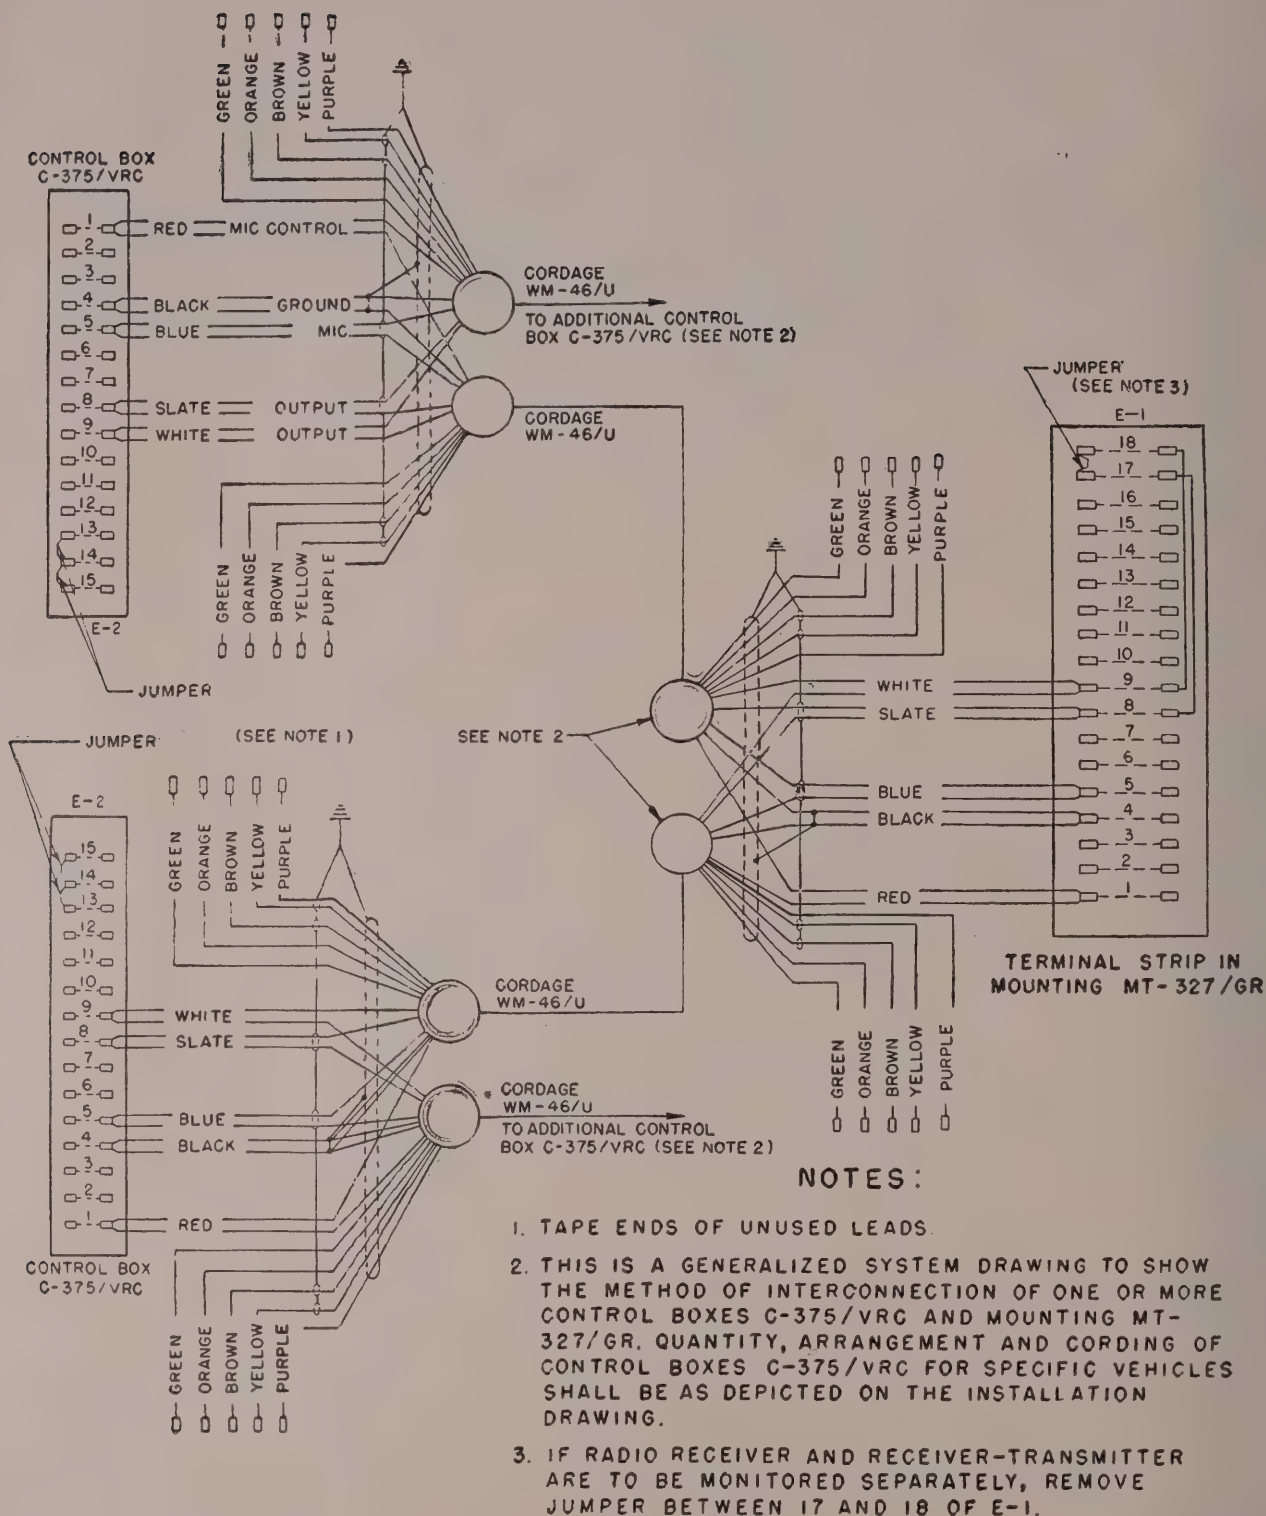 GREEN
ORANGE
BROWN
YELLOW
PURPLE
CONTROL BOX
C-375/VRC
1
2
3
4
5
6
7
8
9
10
11
12
13
14
15
E-2
RED
MIC CONTROL
BLACK
GROUND
BLUE
MIC
SLATE
OUTPUT
WHITE
OUTPUT
GREEN
ORANGE
BROWN
YELLOW
PURPLE
JUMPER
CORDAGE
WM-46/U
TO ADDITIONAL CONTROL
BOX C-375/VRC (SEE NOTE 2)
CORDAGE
WM-46/U
JUMPER
(SEE NOTE 3)
E-1
18
17
16
15
14
13
12
11
10
9
8
7
6
5
4
3
2
1
GREEN
ORANGE
BROWN
YELLOW
PURPLE
WHITE
SLATE
BLUE
BLACK
RED
GREEN
ORANGE
BROWN
YELLOW
PURPLE
TERMINAL STRIP IN
MOUNTING MT-327/GR
SEE NOTE 2
JUMPER
(SEE NOTE 1)
E-2
15
14
13
12
11
10
9
8
7
6
5
4
3
2
1
GREEN
ORANGE
BROWN
YELLOW
PURPLE
WHITE
SLATE
BLUE
BLACK
RED
CONTROL BOX
C-375/VRC
GREEN
ORANGE
BROWN
YELLOW
PURPLE
CORDAGE
WM-46/U
CORDAGE
WM-46/U
TO ADDITIONAL CONTROL
BOX C-375/VRC (SEE NOTE 2)
NOTES:
1. TAPE ENDS OF UNUSED LEADS.
2. THIS IS A GENERALIZED SYSTEM DRAWING TO SHOW
THE METHOD OF INTERCONNECTION OF ONE OR MORE
CONTROL BOXES C-375/VRC AND MOUNTING MT-
327/GR. QUANTITY, ARRANGEMENT AND CORDING OF
CONTROL BOXES C-375/VRC FOR SPECIFIC VEHICLES
SHALL BE AS DEPICTED ON THE INSTALLATION
DRAWING.
3. IF RADIO RECEIVER AND RECEIVER-TRANSMITTER
ARE TO BE MONITORED SEPARATELY, REMOVE
JUMPER BETWEEN 17 AND 18 OF E-1.